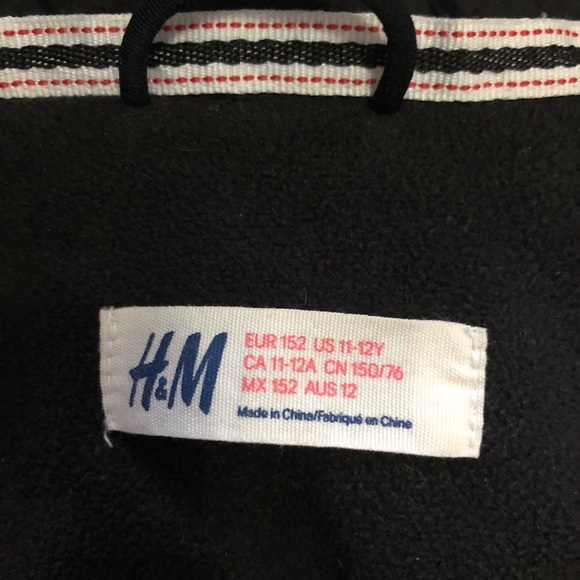 H&M
EUR 152 US 11-12Y
CA 11-12A CN 150/76
MX 152 AUS 12
Made in China/Fabriqué en Chine